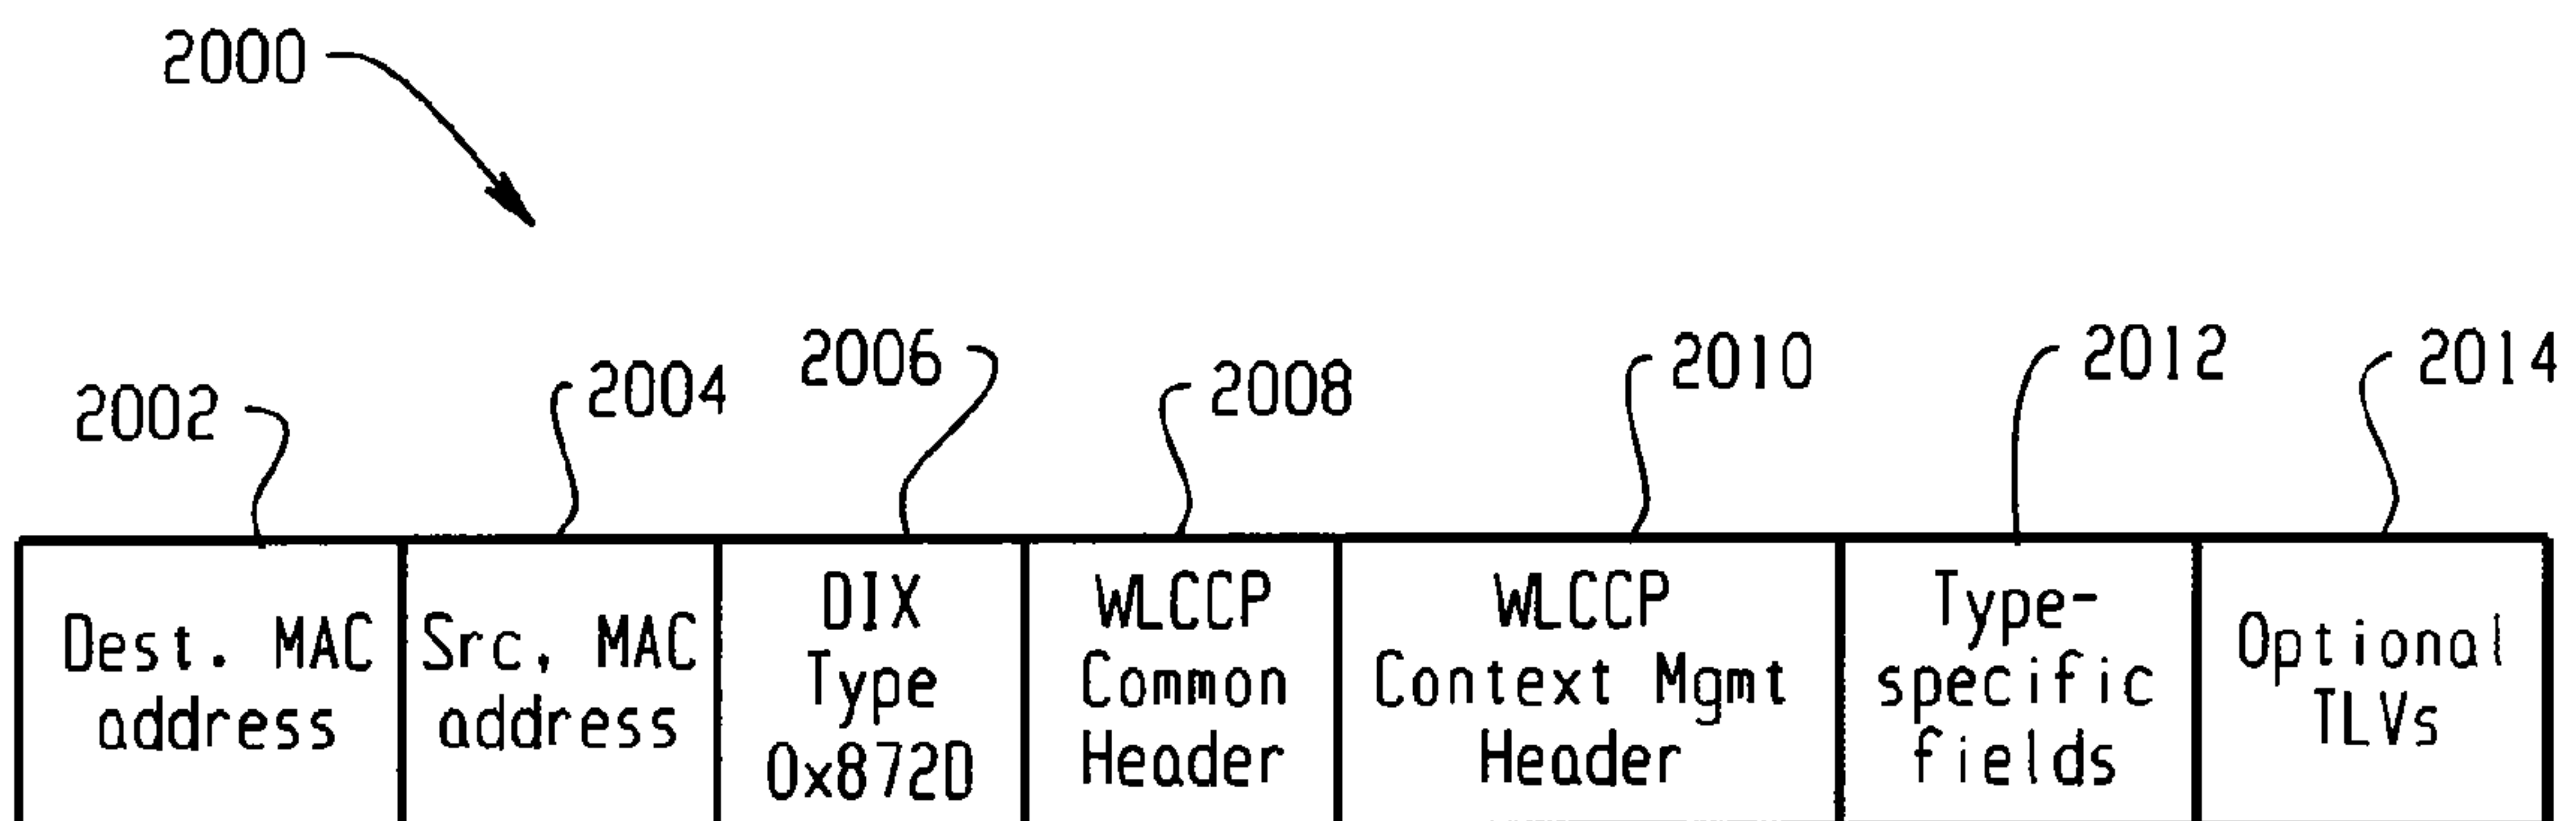 2000
2002
2004
2006
2008
2010
2012
2014
Dest. MAC
address
Src, MAC
address
DIX
Type
0x872D
WLCCP
Common
Header
WLCCP
Context Mgmt
Header
Type-
specific
fields
Optional
TLVs